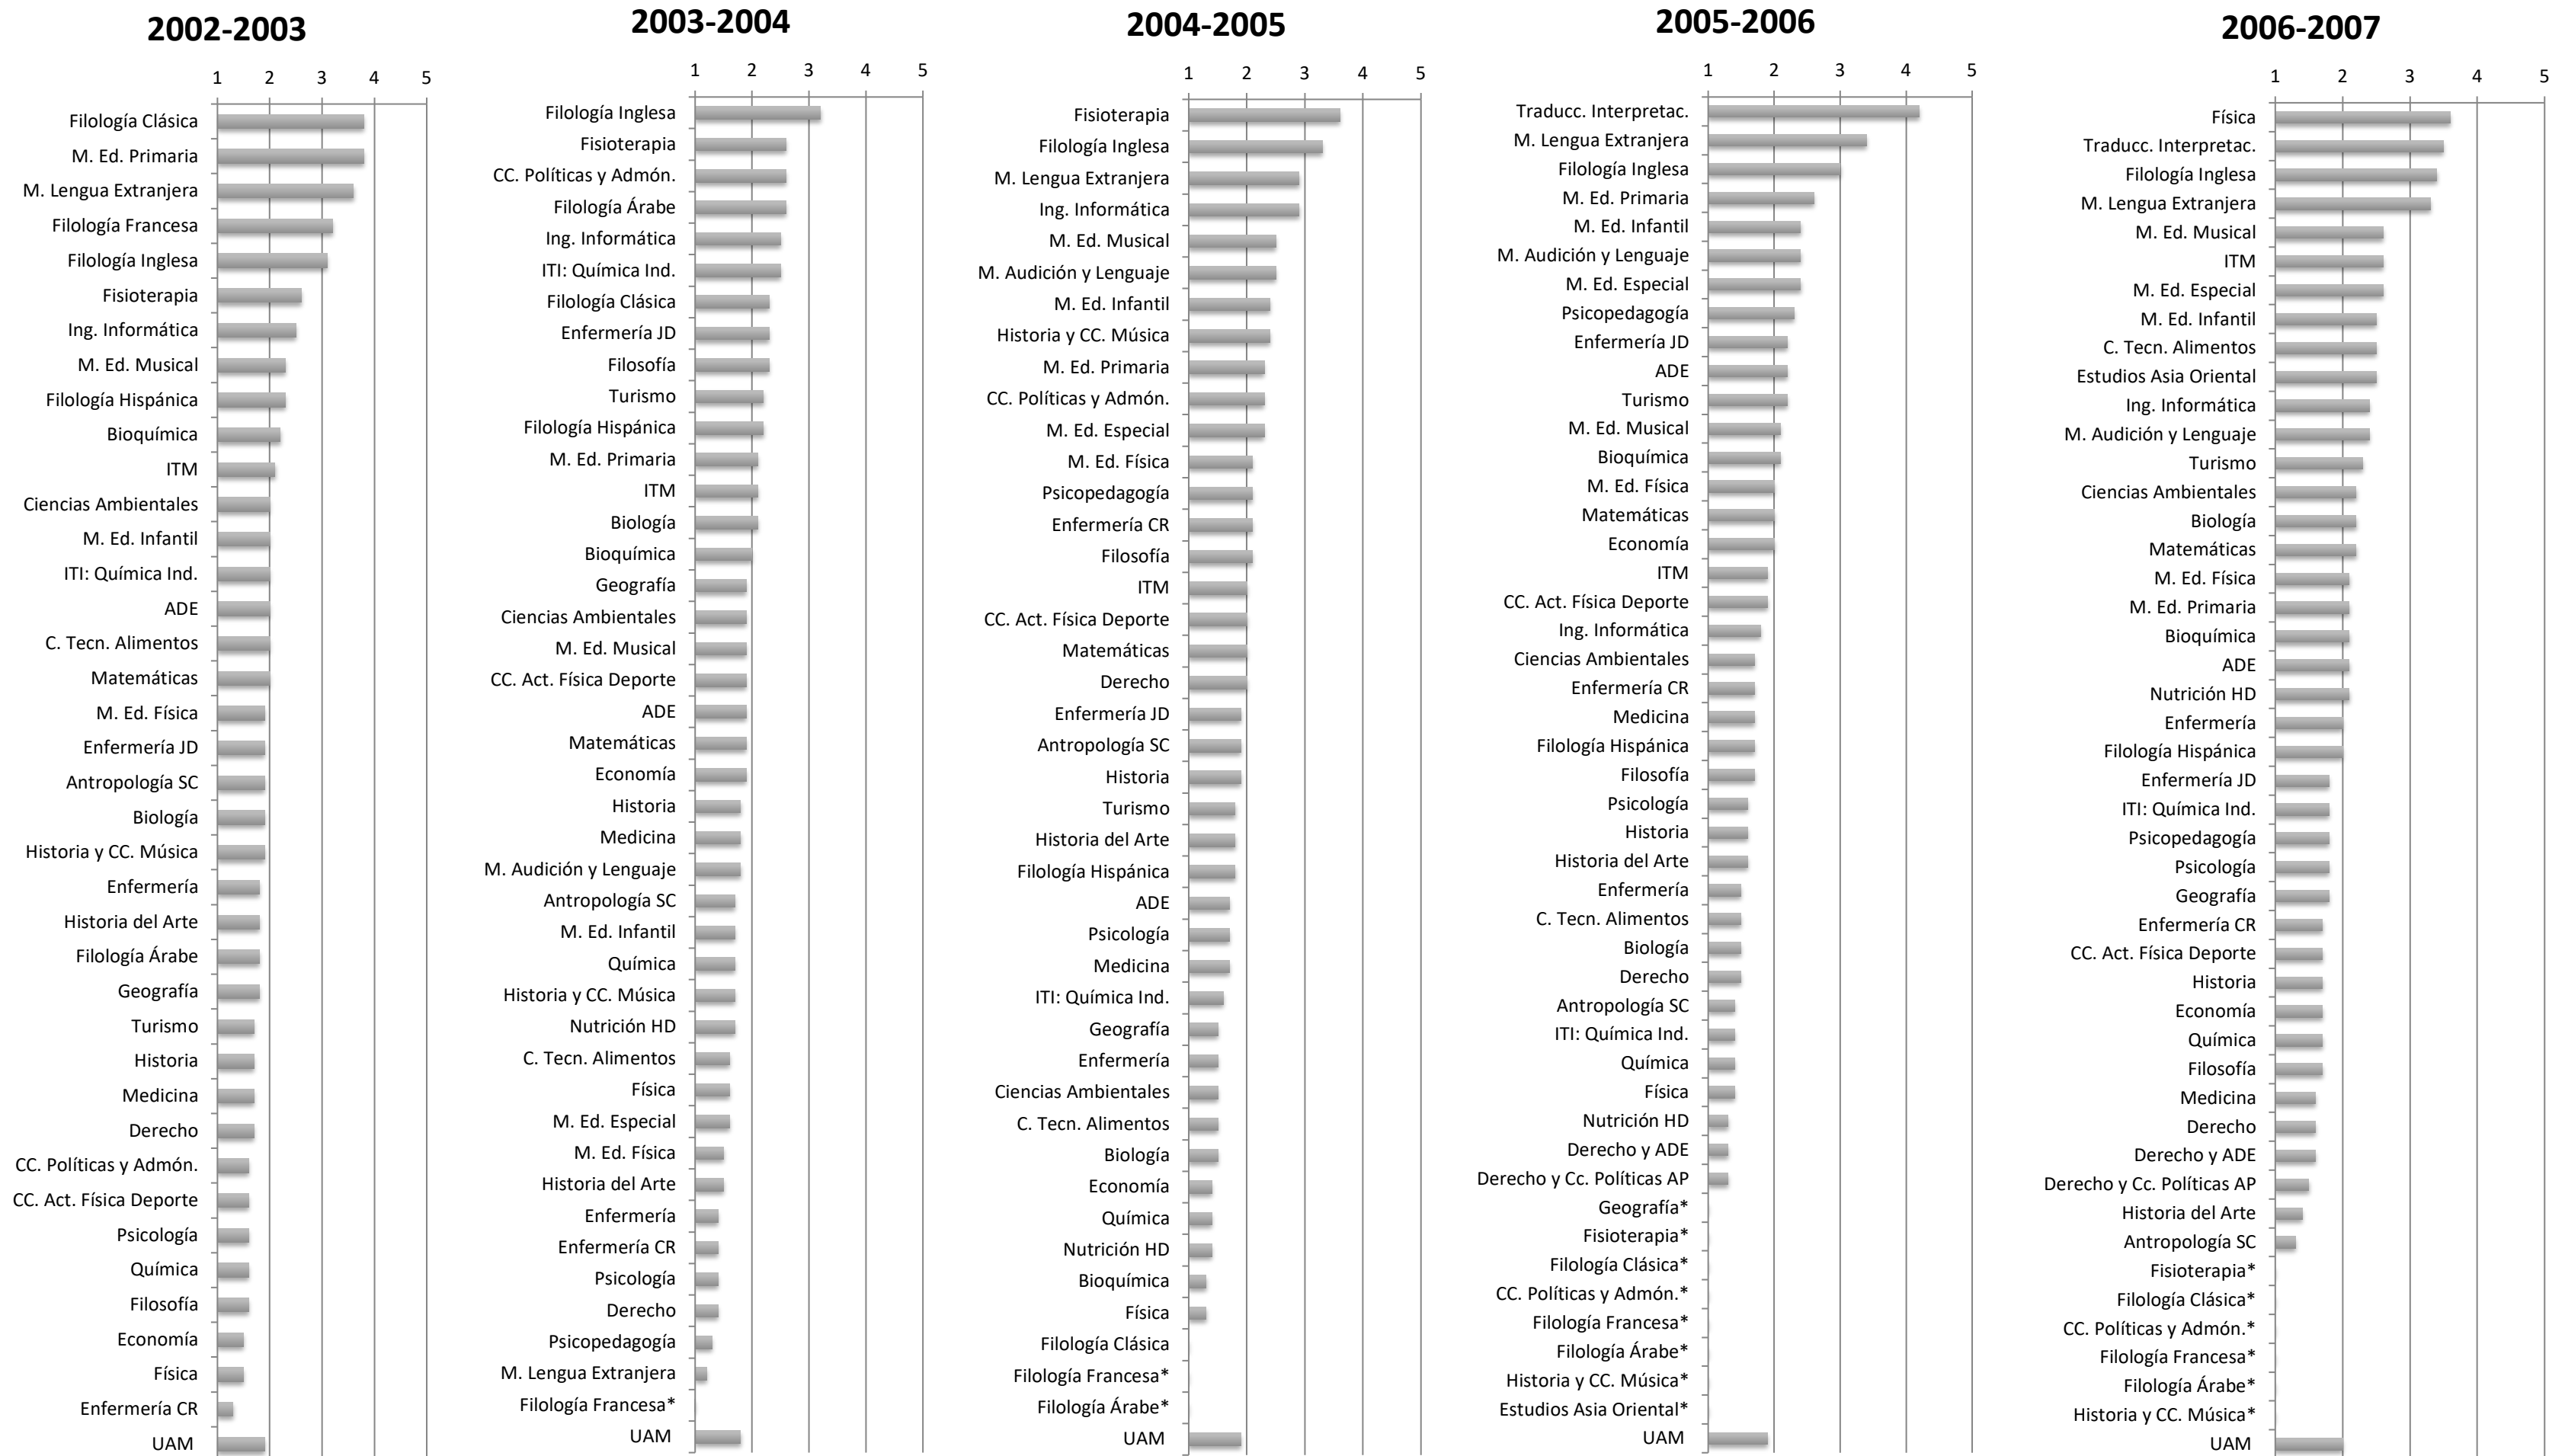 2002-2003
1 2 3 4 5
Filología Clásica
M. Ed. Primaria
M. Lengua Extranjera
Filología Francesa
Filología Inglesa
Fisioterapia
Ing. Informática
M. Ed. Musical
Filología Hispánica
Bioquímica
ITM
Ciencias Ambientales
M. Ed. Infantil
ITI: Química Ind.
ADE
C. Tecn. Alimentos
Matemáticas
M. Ed. Física
Enfermería JD
Antropología SC
Biología
Historia y CC. Música
Enfermería
Historia del Arte
Filología Árabe
Geografía
Turismo
Historia
Medicina
Derecho
CC. Políticas y Admón.
CC. Act. Física Deporte
Psicología
Química
Filosofía
Economía
Física
Enfermería CR
UAM
2003-2004
1 2 3 4 5
Filología Inglesa
Fisioterapia
CC. Políticas y Admón.
Filología Árabe
Ing. Informática
ITI: Química Ind.
Filología Clásica
Enfermería JD
Filosofía
Turismo
Filología Hispánica
M. Ed. Primaria
ITM
Biología
Bioquímica
Geografía
Ciencias Ambientales
M. Ed. Musical
CC. Act. Física Deporte
ADE
Matemáticas
Economía
Historia
Medicina
M. Audición y Lenguaje
Antropología SC
M. Ed. Infantil
Química
Historia y CC. Música
Nutrición HD
C. Tecn. Alimentos
Física
M. Ed. Especial
M. Ed. Física
Historia del Arte
Enfermería
Enfermería CR
Psicología
Derecho
Psicopedagogía
M. Lengua Extranjera
Filología Francesa*
UAM
2004-2005
1 2 3 4 5
Fisioterapia
Filología Inglesa
M. Lengua Extranjera
Ing. Informática
M. Ed. Musical
M. Audición y Lenguaje
M. Ed. Infantil
Historia y CC. Música
M. Ed. Primaria
CC. Políticas y Admón.
M. Ed. Especial
M. Ed. Física
Psicopedagogía
Enfermería CR
Filosofía
ITM
CC. Act. Física Deporte
Matemáticas
Derecho
Enfermería JD
Antropología SC
Historia
Turismo
Historia del Arte
Filología Hispánica
ADE
Psicología
Medicina
ITI: Química Ind.
Geografía
Enfermería
Ciencias Ambientales
C. Tecn. Alimentos
Biología
Economía
Química
Nutrición HD
Bioquímica
Física
Filología Clásica
Filología Francesa*
Filología Árabe*
UAM
2005-2006
1 2 3 4 5
Traducc. Interpretac.
M. Lengua Extranjera
Filología Inglesa
M. Ed. Primaria
M. Ed. Infantil
M. Audición y Lenguaje
M. Ed. Especial
Psicopedagogía
Enfermería JD
ADE
Turismo
M. Ed. Musical
Bioquímica
M. Ed. Física
Matemáticas
Economía
ITM
CC. Act. Física Deporte
Ing. Informática
Ciencias Ambientales
Enfermería CR
Medicina
Filología Hispánica
Filosofía
Psicología
Historia
Historia del Arte
Enfermería
C. Tecn. Alimentos
Biología
Derecho
Antropología SC
ITI: Química Ind.
Química
Física
Nutrición HD
Derecho y ADE
Derecho y Cc. Políticas AP
Geografía*
Fisioterapia*
Filología Clásica*
CC. Políticas y Admón.*
Filología Francesa*
Filología Árabe*
Historia y CC. Música*
Estudios Asia Oriental*
UAM
2006-2007
1 2 3 4 5
Física
Traducc. Interpretac.
Filología Inglesa
M. Lengua Extranjera
M. Ed. Musical
ITM
M. Ed. Especial
M. Ed. Infantil
C. Tecn. Alimentos
Estudios Asia Oriental
Ing. Informática
M. Audición y Lenguaje
Turismo
Ciencias Ambientales
Biología
Matemáticas
M. Ed. Física
M. Ed. Primaria
Bioquímica
ADE
Nutrición HD
Enfermería
Filología Hispánica
Enfermería JD
ITI: Química Ind.
Psicopedagogía
Psicología
Geografía
Enfermería CR
CC. Act. Física Deporte
Historia
Economía
Química
Filosofía
Medicina
Derecho
Derecho y ADE
Derecho y Cc. Políticas AP
Historia del Arte
Antropología SC
Fisioterapia*
Filología Clásica*
CC. Políticas y Admón.*
Filología Francesa*
Filología Árabe*
Historia y CC. Música*
UAM